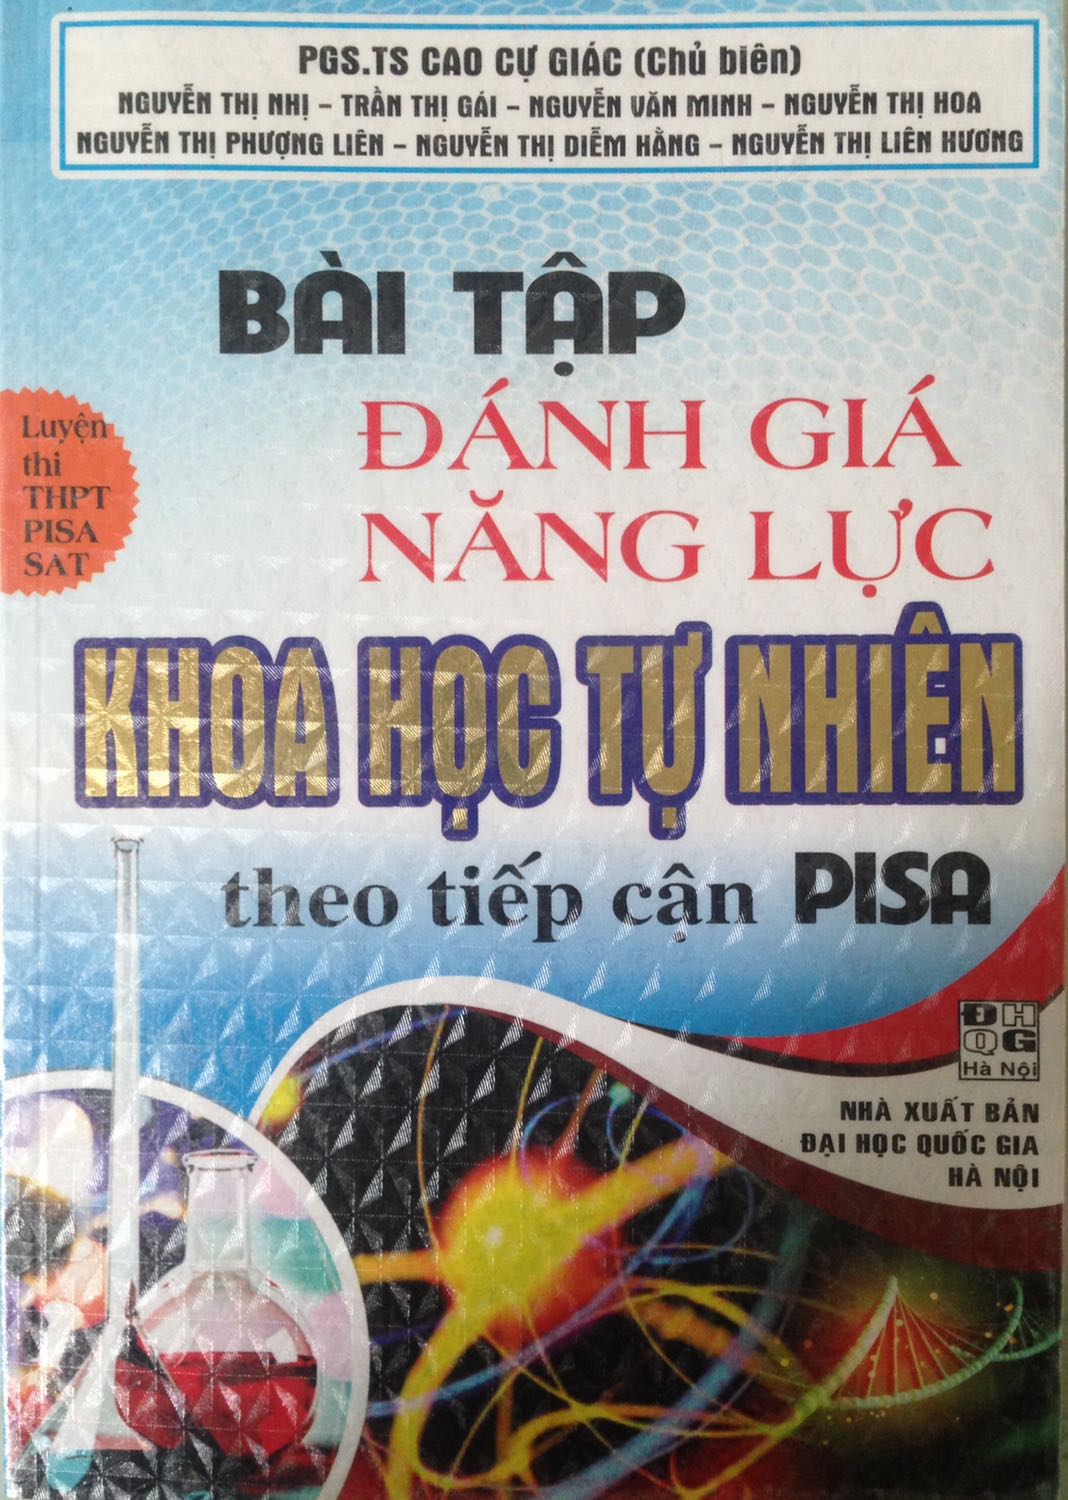 PGS.TS CAO CỰ GIÁC (Chủ biên)
NGUYỄN THỊ NHỊ – TRẦN THỊ GÁI – NGUYỄN VĂN MINH – NGUYỄN THỊ HOA
NGUYỄN THỊ PHƯỢNG LIÊN – NGUYỄN THỊ DIỄM HẰNG – NGUYỄN THỊ LIÊN HƯƠNG
BÀI TẬP
ĐÁNH GIÁ
NĂNG LỰC
Luyện
thi
THPT
PISA
SAT
KHOA HỌC TỰ NHIÊN
theo tiếp cận PISA
ĐH
QG
Hà Nội
NHÀ XUẤT BẢN
ĐẠI HỌC QUỐC GIA
HÀ NỘI